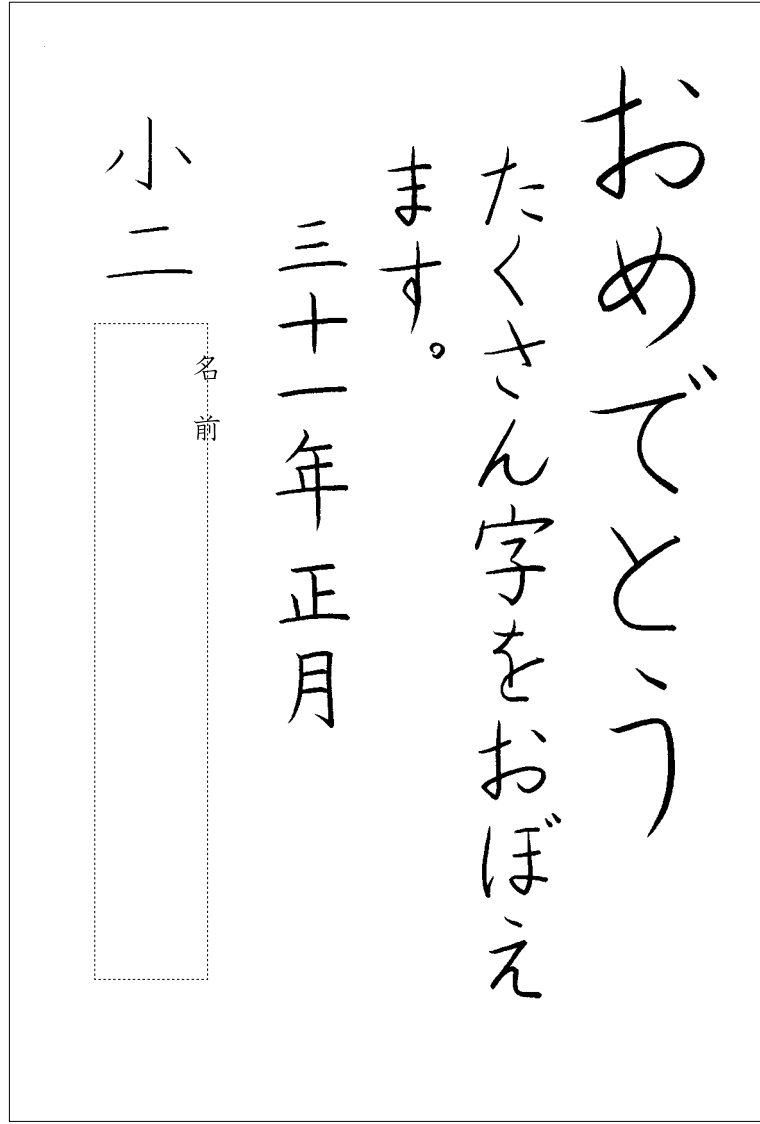 おめでとう
たくさん字をおぼえ
ます。
三十一年正月
小二
名前